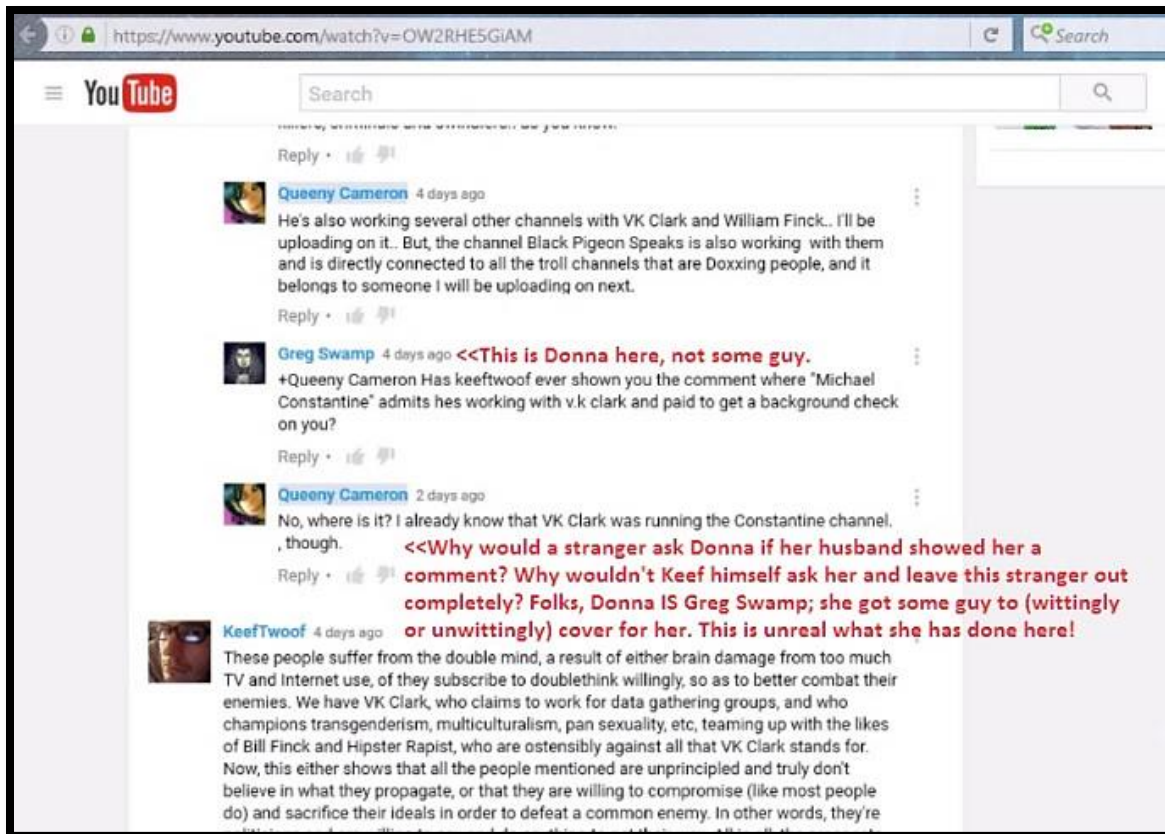 https://www.youtube.com/watch?v=OW2RHE5GiAM
Search
YouTube
Search
Reply •
Queeny Cameron 4 days ago
He's also working several other channels with VK Clark and William Finck.. I'll be
uploading on it.. But, the channel Black Pigeon Speaks is also working with them
and is directly connected to all the troll channels that are Doxxing people, and it
belongs to someone I will be uploading on next.
Reply •
Greg Swamp 4 days ago <<This is Donna here, not some guy.
+Queeny Cameron Has keeftwoof ever shown you the comment where "Michael
Constantine" admits hes working with v.k clark and paid to get a background check
on you?
Reply •
Queeny Cameron 2 days ago
No, where is it? I already know that VK Clark was running the Constantine channel.
, though.
Reply •
<<Why would a stranger ask Donna if her husband showed her a
comment? Why wouldn't Keef himself ask her and leave this stranger out
completely? Folks, Donna IS Greg Swamp; she got some guy to (wittingly
or unwittingly) cover for her. This is unreal what she has done here!
KeefTwoof 4 days ago
These people suffer from the double mind, a result of either brain damage from too much
TV and Internet use, of they subscribe to doublethink willingly, so as to better combat their
enemies. We have VK Clark, who claims to work for data gathering groups, and who
champions transgenderism, multiculturalism, pan sexuality, etc, teaming up with the likes
of Bill Finck and Hipster Rapist, who are ostensibly against all that VK Clark stands for.
Now, this either shows that all the people mentioned are unprincipled and truly don't
believe in what they propagate, or that they are willing to compromise (like most people
do) and sacrifice their ideals in order to defeat a common enemy. In other words, they're